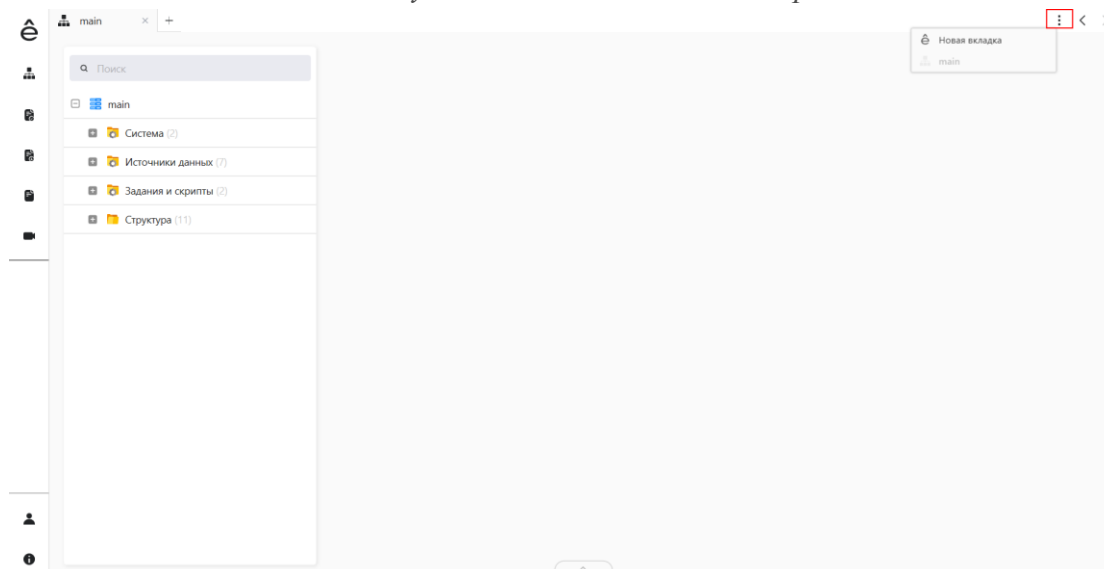 main × +
Новая вкладка
main
Поиск
main
Система (2)
Источники данных (7)
Задания и скрипты (2)
Структура (11)